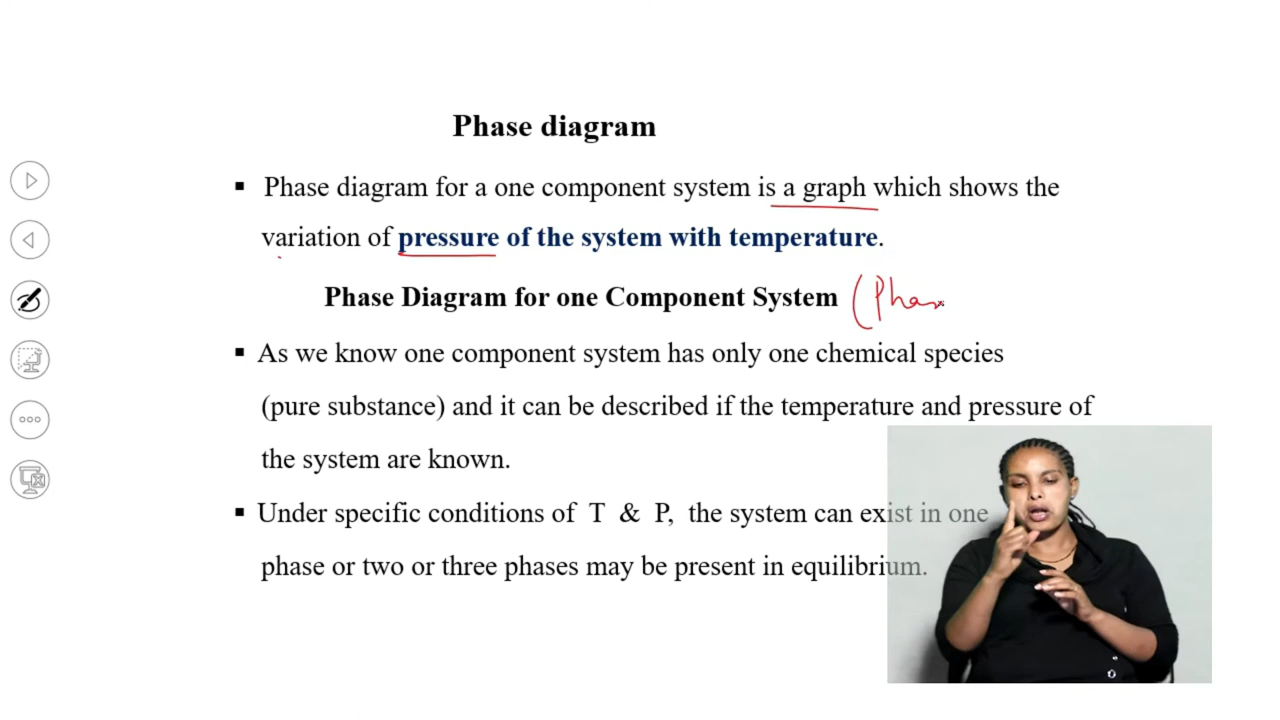 Phase diagram
▪ Phase diagram for a one component system is a graph which shows the
variation of pressure of the system with temperature.
Phase Diagram for one Component System (Phas
▪ As we know one component system has only one chemical species
(pure substance) and it can be described if the temperature and pressure of
the system are known.
▪ Under specific conditions of T & P, the system can exist in one
phase or two or three phases may be present in equilibrium.